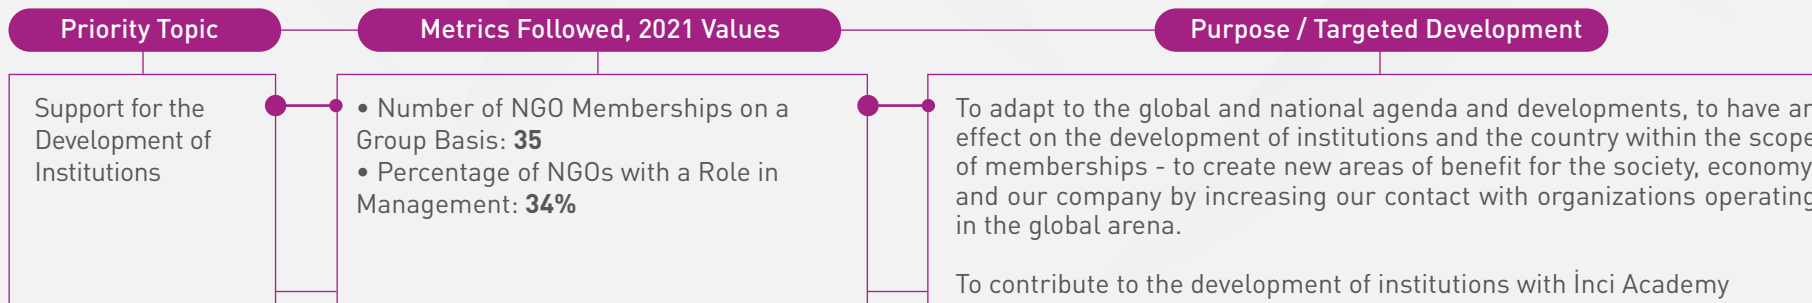 Priority Topic
Metrics Followed, 2021 Values
Purpose / Targeted Development
Support for the
Development of
Institutions
• Number of NGO Memberships on a
Group Basis: 35
• Percentage of NGOs with a Role in
Management: 34%
To adapt to the global and national agenda and developments, to have an
effect on the development of institutions and the country within the scope
of memberships - to create new areas of benefit for the society, economy
and our company by increasing our contact with organizations operating
in the global arena.
To contribute to the development of institutions with İnci Academy